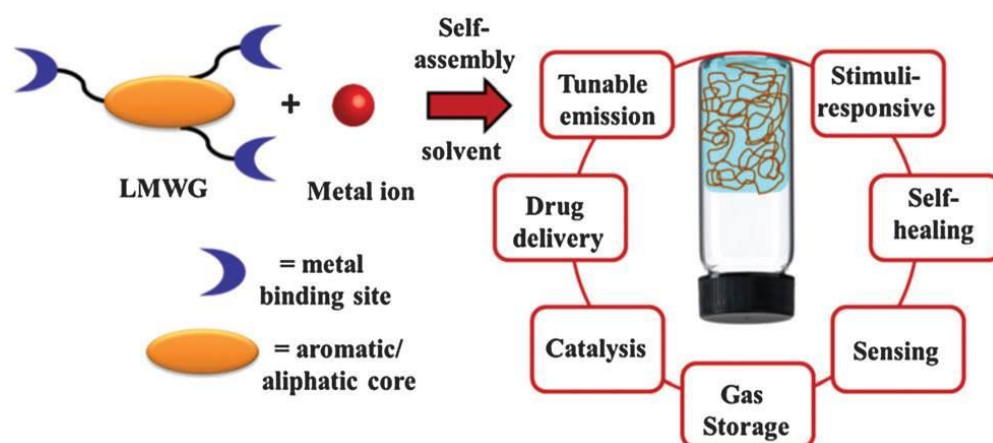 LMWG
+
Metal ion
Self-
assembly
solvent
= metal
binding site
= aromatic/
aliphatic core
Tunable
emission
Stimuli-
responsive
Drug
delivery
Self-
healing
Catalysis
Sensing
Gas
Storage